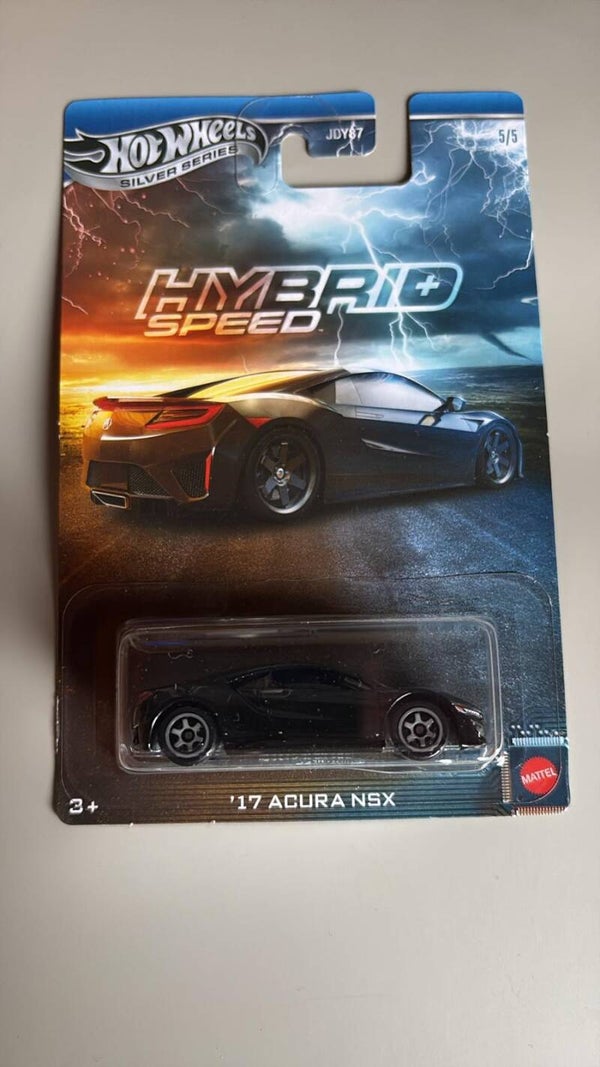 HOT WHEELS
SILVER SERIES
JDY87
5/5
HYBRID
SPEED
'17 ACURA NSX
3+
MATTEL